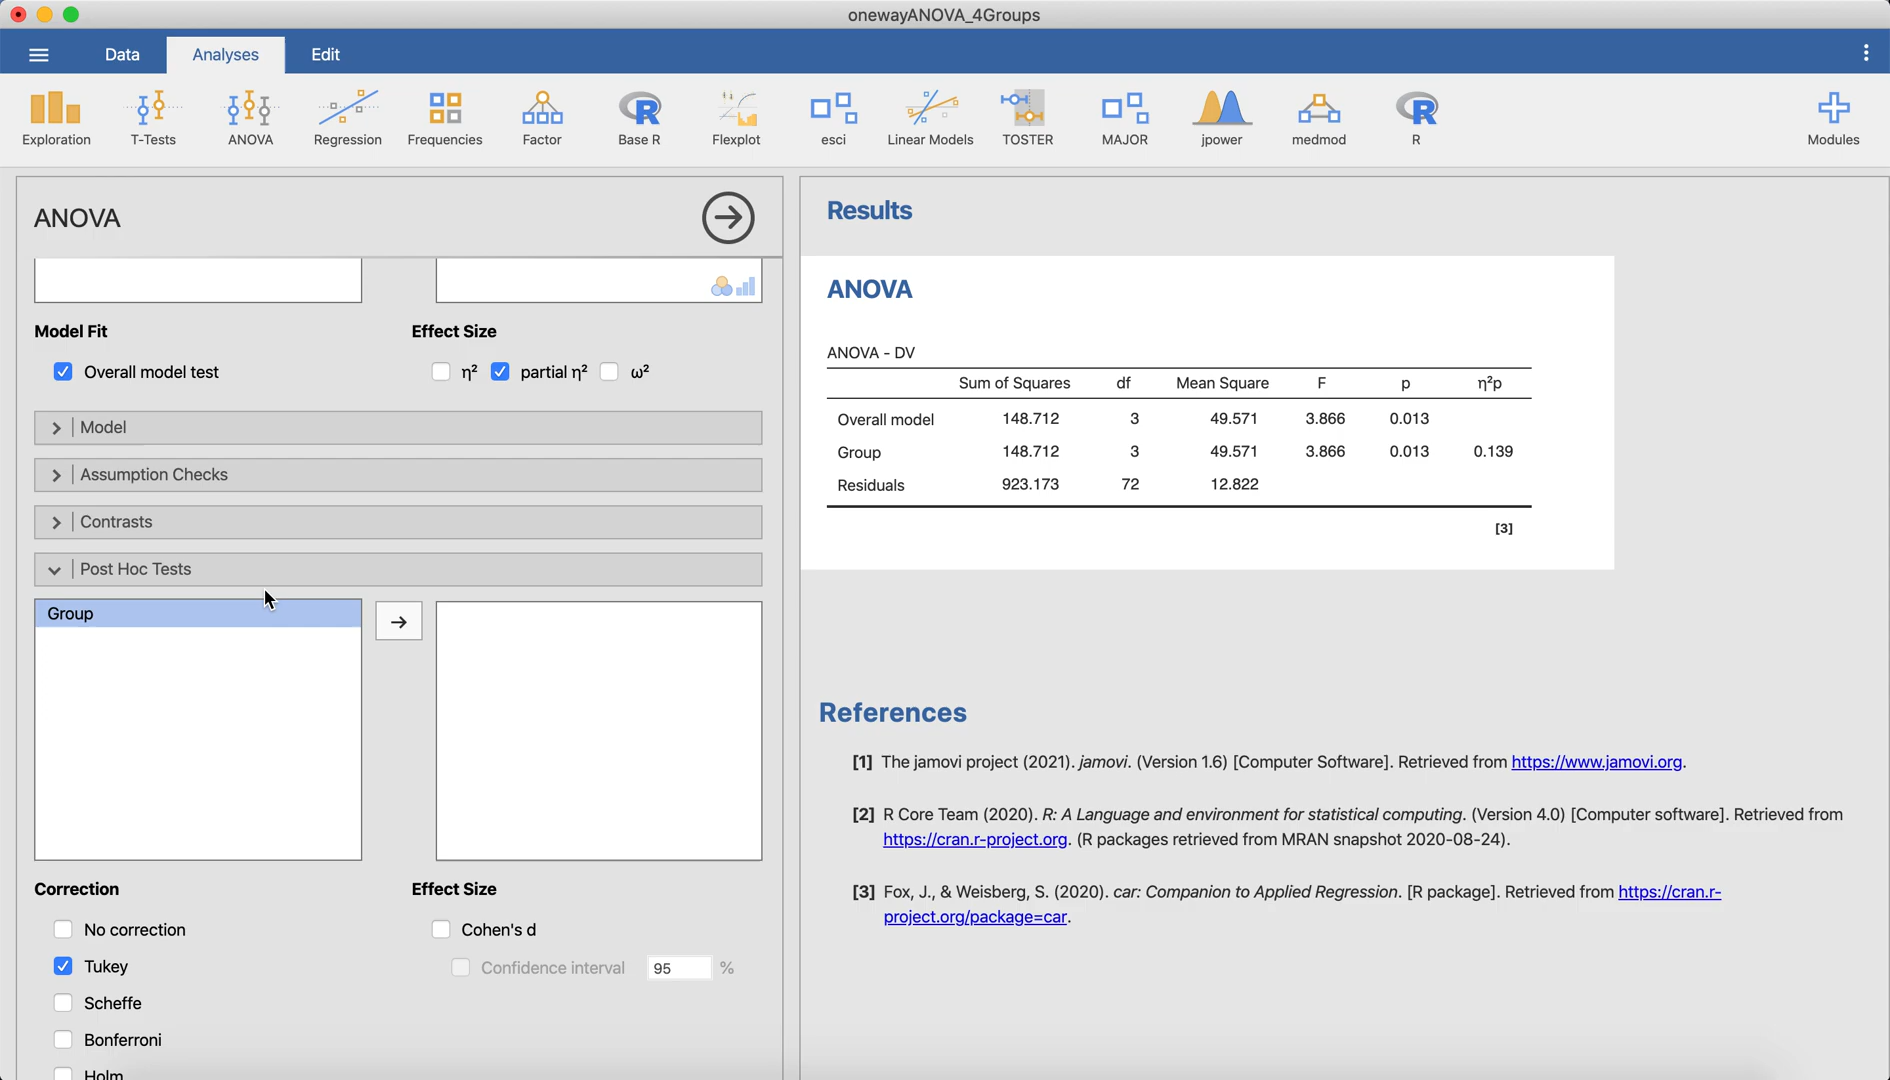 onewayANOVA_4Groups
Data Analyses Edit
Exploration T-Tests ANOVA Regression Frequencies Factor Base R Flexplot esci Linear Models TOSTER MAJOR jpower medmod R Modules
ANOVA
Model Fit
Overall model test
Effect Size
η² partial η² ω²
Model
Assumption Checks
Contrasts
Post Hoc Tests
Group
Correction
No correction
Tukey
Scheffe
Bonferroni
Holm
Effect Size
Cohen's d
Confidence interval 95 %
Results
ANOVA
ANOVA - DV
Sum of Squares df Mean Square F p η²p
Overall model 148.712 3 49.571 3.866 0.013
Group 148.712 3 49.571 3.866 0.013 0.139
Residuals 923.173 72 12.822
[3]
References
[1] The jamovi project (2021). jamovi. (Version 1.6) [Computer Software]. Retrieved from https://www.jamovi.org.
[2] R Core Team (2020). R: A Language and environment for statistical computing. (Version 4.0) [Computer software]. Retrieved from
https://cran.r-project.org. (R packages retrieved from MRAN snapshot 2020-08-24).
[3] Fox, J., & Weisberg, S. (2020). car: Companion to Applied Regression. [R package]. Retrieved from https://cran.r-
project.org/package=car.